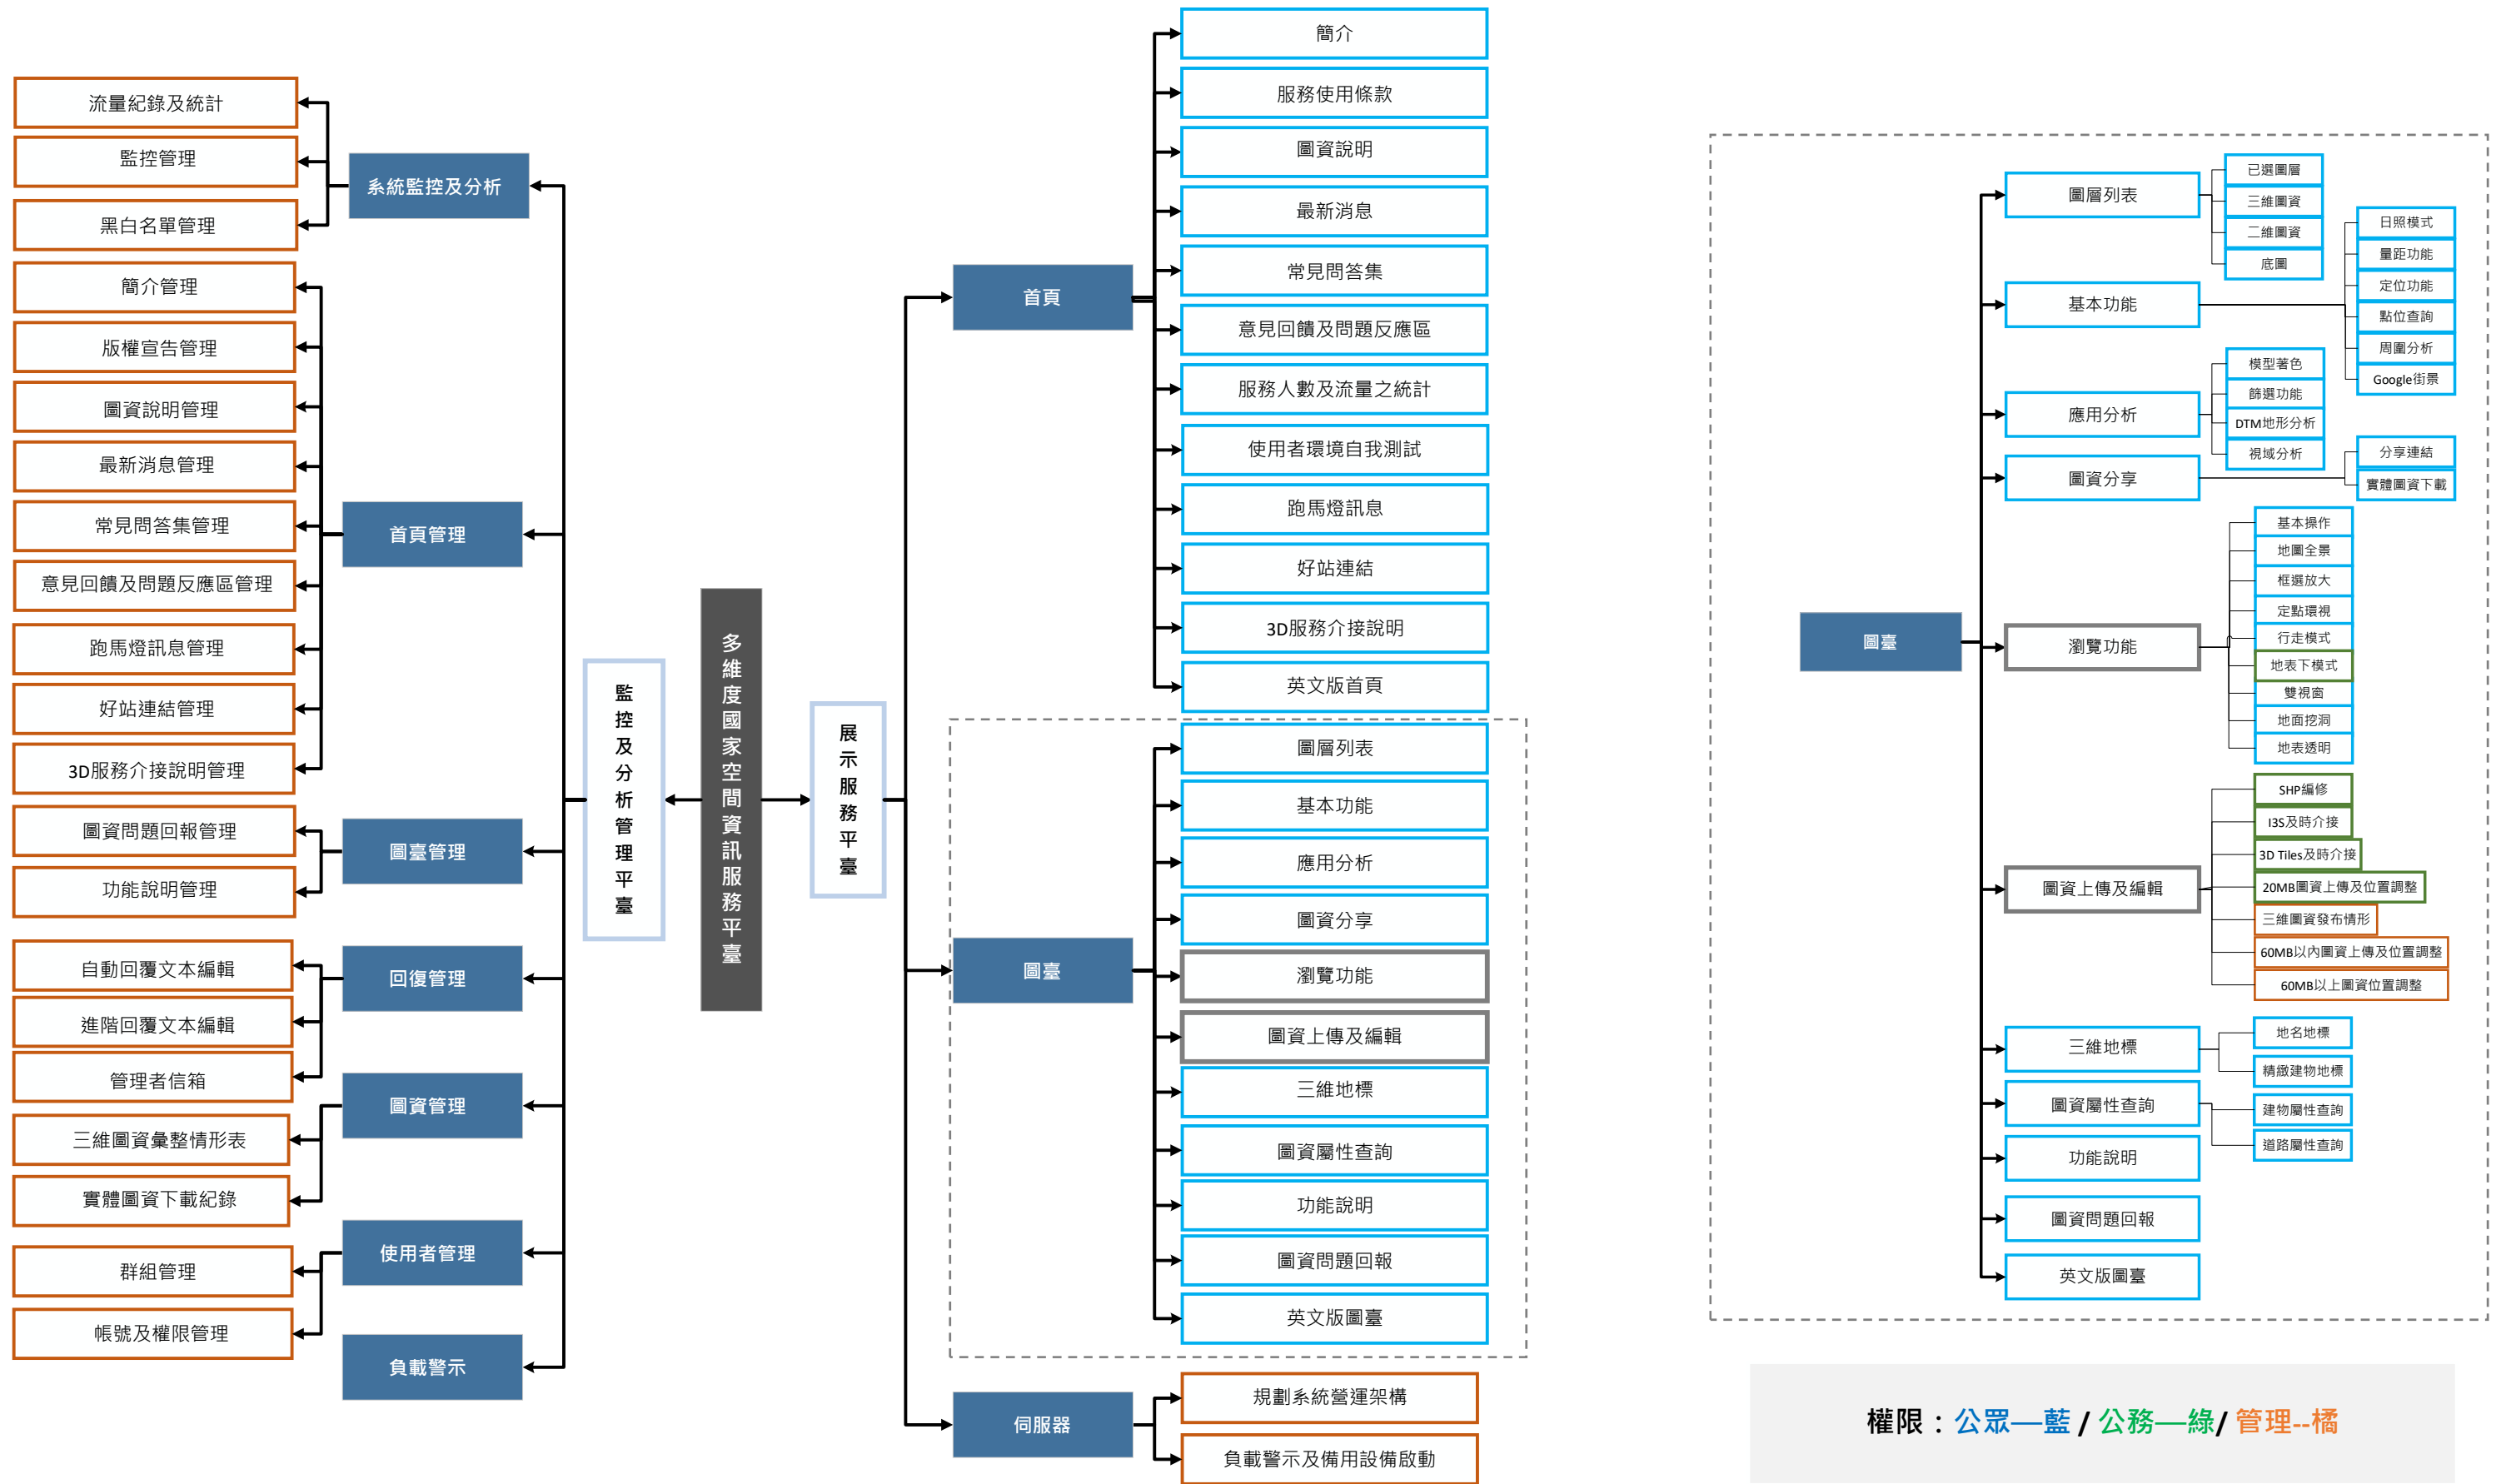 流量紀錄及統計
監控管理
黑白名單管理
系統監控及分析
簡介管理
版權宣告管理
圖資說明管理
最新消息管理
常見問答集管理
意見回饋及問題反應區管理
跑馬燈訊息管理
好站連結管理
3D服務介接說明管理
首頁管理
圖資問題回報管理
功能說明管理
圖臺管理
自動回覆文本編輯
進階回覆文本編輯
管理者信箱
回復管理
三維圖資彙整情形表
實體圖資下載紀錄
圖資管理
群組管理
帳號及權限管理
使用者管理
負載警示
監控及分析管理平臺
多維度國家空間資訊服務平臺
展示服務平臺
首頁
簡介
服務使用條款
圖資說明
最新消息
常見問答集
意見回饋及問題反應區
服務人數及流量之統計
使用者環境自我測試
跑馬燈訊息
好站連結
3D服務介接說明
英文版首頁
圖臺
圖層列表
基本功能
應用分析
圖資分享
瀏覽功能
圖資上傳及編輯
三維地標
圖資屬性查詢
功能說明
圖資問題回報
英文版圖臺
伺服器
規劃系統營運架構
負載警示及備用設備啟動
圖臺
圖層列表
已選圖層
三維圖資
二維圖資
底圖
基本功能
日照模式
量距功能
定位功能
點位查詢
周圍分析
Google街景
應用分析
模型著色
篩選功能
DTM地形分析
視域分析
圖資分享
分享連結
實體圖資下載
瀏覽功能
基本操作
地圖全景
框選放大
定點環視
行走模式
地表下模式
雙視窗
地面挖洞
地表透明
圖資上傳及編輯
SHP編修
I3S及時介接
3D Tiles及時介接
20MB圖資上傳及位置調整
三維圖資發布情形
60MB以內圖資上傳及位置調整
60MB以上圖資位置調整
三維地標
地名地標
精緻建物地標
圖資屬性查詢
建物屬性查詢
道路屬性查詢
功能說明
圖資問題回報
英文版圖臺
權限：公眾—藍 / 公務—綠/ 管理--橘